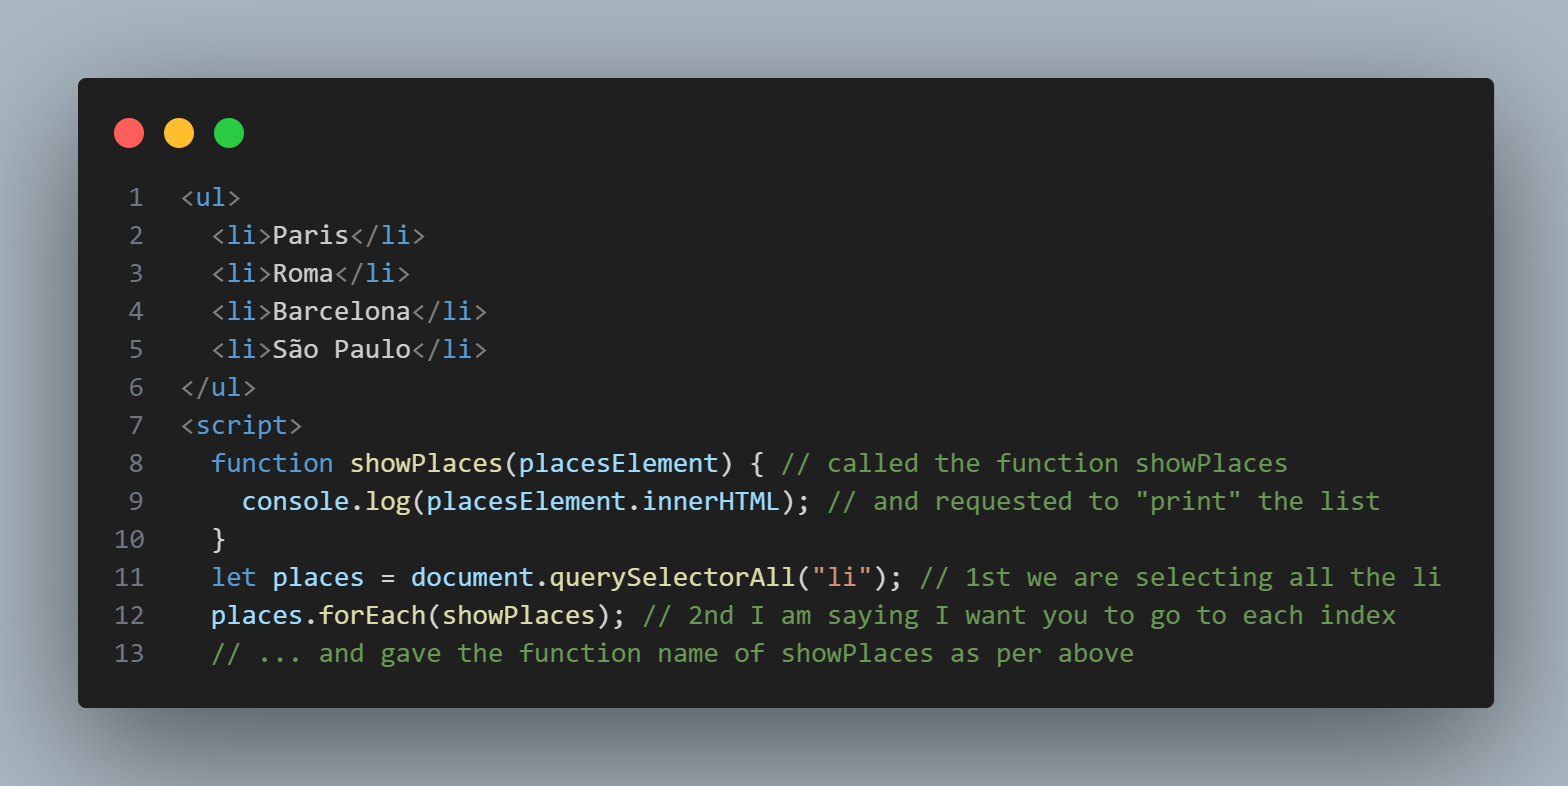 1 <ul>
2   <li>Paris</li>
3   <li>Roma</li>
4   <li>Barcelona</li>
5   <li>São Paulo</li>
6 </ul>
7 <script>
8   function showPlaces(placesElement) { // called the function showPlaces
9     console.log(placesElement.innerHTML); // and requested to "print" the list
10   }
11   let places = document.querySelectorAll("li"); // 1st we are selecting all the li
12   places.forEach(showPlaces); // 2nd I am saying I want you to go to each index
13   // ... and gave the function name of showPlaces as per above